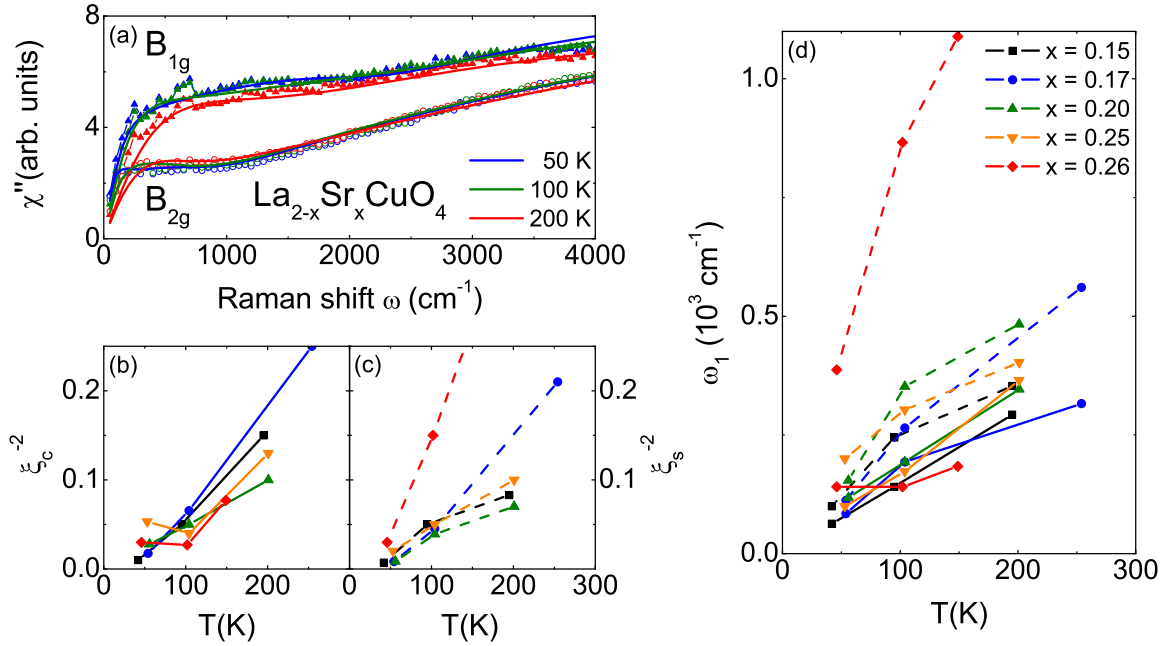 (a)
B1g
B2g
La2-xSrxCuO4
50 K
100 K
200 K
χ''(arb. units)
0
4
8
0 1000 2000 3000 4000
Raman shift ω (cm-1)
(b)
ξc-2
0.0
0.1
0.2
0 100 200
T(K)
(c)
ξs-2
0.1
0.2
0 100 200 300
T(K)
(d)
x = 0.15
x = 0.17
x = 0.20
x = 0.25
x = 0.26
ω1 (10³ cm-1)
0.0
0.5
1.0
0 100 200 300
T(K)